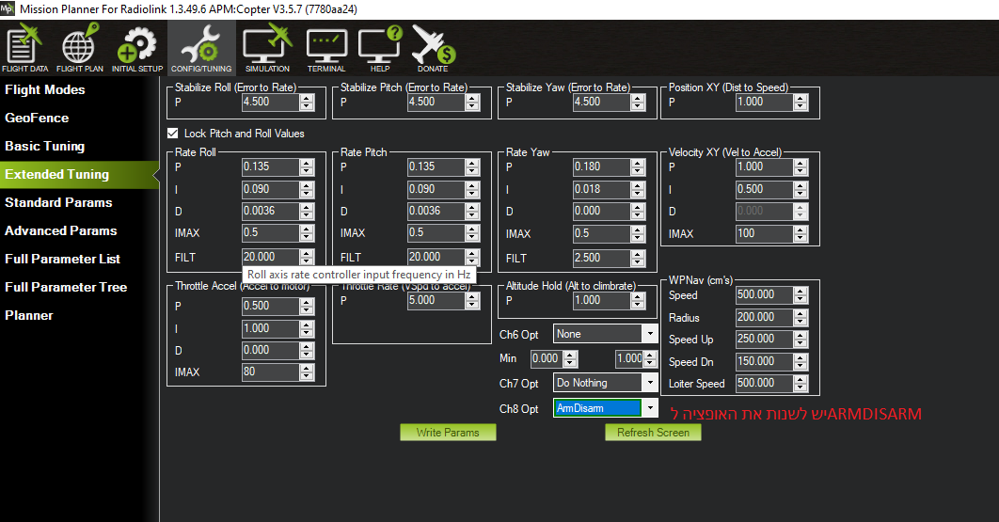 Mission Planner For Radiolink 1.3.49.6 APM:Copter V3.5.7 (7780aa24)
FLIGHT DATA FLIGHT PLAN INITIAL SETUP CONFIG/TUNING SIMULATION TERMINAL HELP DONATE
Flight Modes
GeoFence
Basic Tuning
Extended Tuning
Standard Params
Advanced Params
Full Parameter List
Full Parameter Tree
Planner
Stabilize Roll (Error to Rate)
P 4.500
Stabilize Pitch (Error to Rate)
P 4.500
Stabilize Yaw (Error to Rate)
P 4.500
Position XY (Dist to Speed)
P 1.000
Lock Pitch and Roll Values
Rate Roll
P 0.135
I 0.090
D 0.0036
IMAX 0.5
FILT 20.000
Rate Pitch
P 0.135
I 0.090
D 0.0036
IMAX 0.5
FILT 20.000
Rate Yaw
P 0.180
I 0.018
D 0.000
IMAX 0.5
FILT 2.500
Velocity XY (Vel to Accel)
P 1.000
I 0.500
D 0.000
IMAX 100
Roll axis rate controller input frequency in Hz
Throttle Accel (Accel to motor)
P 0.500
I 1.000
D 0.000
IMAX 80
Throttle Rate (VSpd to accel)
P 5.000
Altitude Hold (Alt to climbrate)
P 1.000
WPNav (cm's)
Speed 500.000
Radius 200.000
Speed Up 250.000
Speed Dn 150.000
Loiter Speed 500.000
Ch6 Opt None
Min 0.000 1.000
Ch7 Opt Do Nothing
Ch8 Opt ArmDisarm
יש לשנות את האופציה לARMDISARM
Write Params Refresh Screen